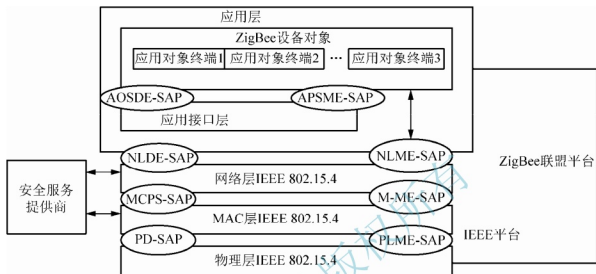 应用层
ZigBee设备对象
应用对象终端1 应用对象终端2 … 应用对象终端3
AOSDE-SAP APSME-SAP
应用接口层
NLDE-SAP NLME-SAP
网络层IEEE 802.15.4
ZigBee联盟平台
安全服务
提供商
MCPS-SAP M-ME-SAP
MAC层IEEE 802.15.4
IEEE平台
PD-SAP PLME-SAP
物理层IEEE 802.15.4
版权所有